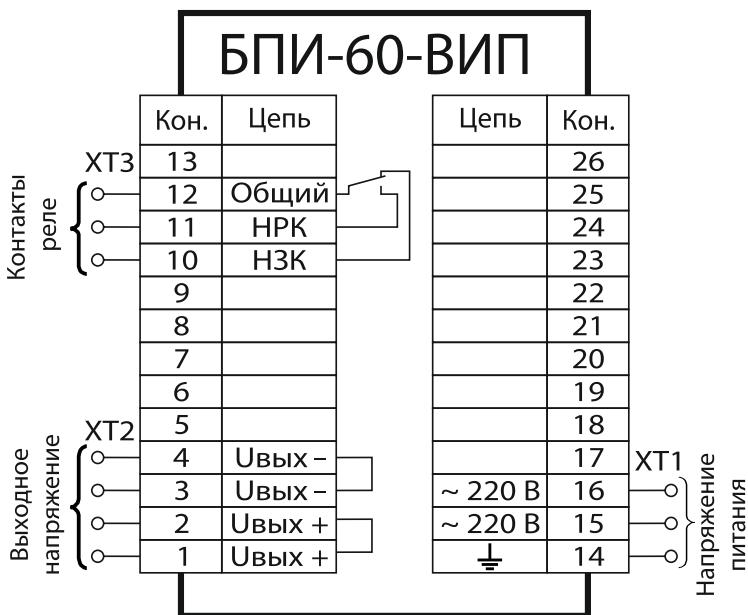 БПИ-60-ВИП
Кон. Цепь
ХТ3 13
12 Общий
11 НРК
10 НЗК
Контакты
реле
9
8
7
6
ХТ2 5
4 Uвых –
3 Uвых –
2 Uвых +
1 Uвых +
Выходное
напряжение
Цепь Кон.
26
25
24
23
22
21
20
19
18
17 ХТ1
~ 220 В 16
~ 220 В 15
14
Напряжение
питания